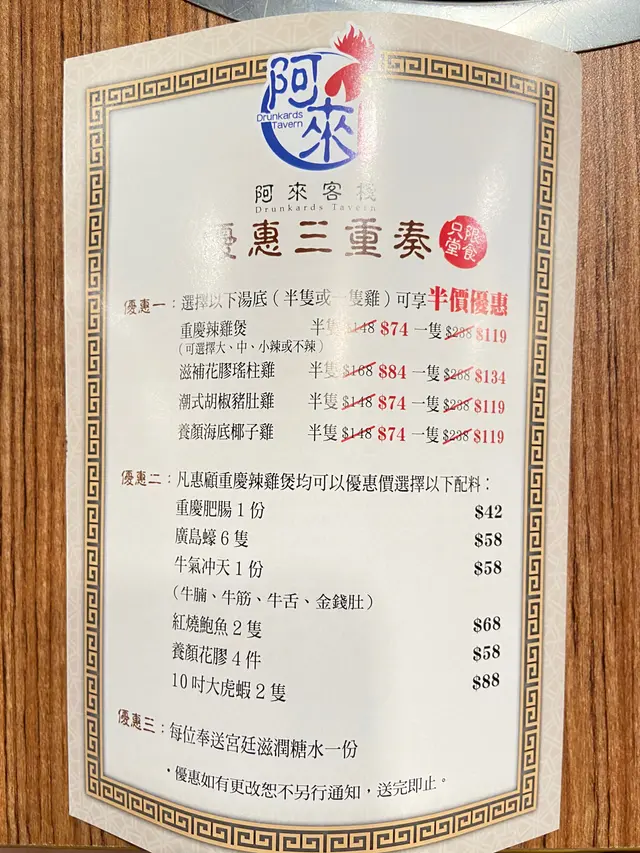 阿來
Drunkards
Tavern
阿來客棧
Drunkards Tavern
優惠三重奏
只限堂食
優惠一：選擇以下湯底（半隻或一隻雞）可享半價優惠
重慶辣雞煲 半隻 $148 $74 一隻 $238 $119
（可選擇大、中、小辣或不辣）
滋補花膠瑤柱雞 半隻 $168 $84 一隻 $268 $134
潮式胡椒豬肚雞 半隻 $148 $74 一隻 $238 $119
養顏海底椰子雞 半隻 $148 $74 一隻 $238 $119
優惠二：凡惠顧重慶辣雞煲均可以優惠價選擇以下配料：
重慶肥腸 1 份 $42
廣島蠔 6 隻 $58
牛氣冲天 1 份 $58
（牛腩、牛筋、牛舌、金錢肚）
紅燒鮑魚 2 隻 $68
養顏花膠 4 件 $58
10 吋大虎蝦 2 隻 $88
優惠三：每位奉送宮廷滋潤糖水一份
·優惠如有更改恕不另行通知，送完即止。